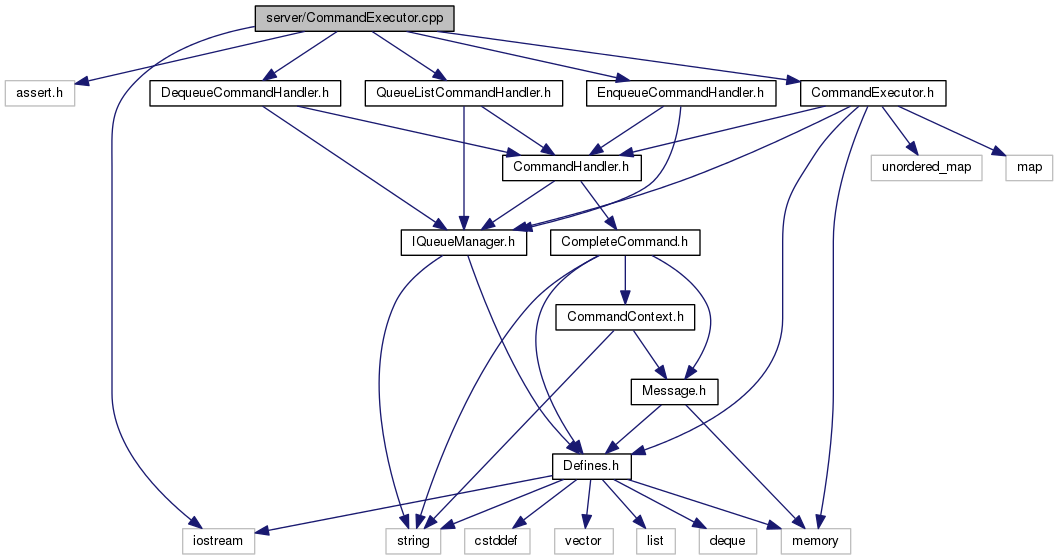 server/CommandExecutor.cpp
assert.h
DequeueCommandHandler.h
QueueListCommandHandler.h
EnqueueCommandHandler.h
CommandExecutor.h
CommandHandler.h
unordered_map
map
IQueueManager.h
CompleteCommand.h
CommandContext.h
Message.h
Defines.h
iostream
string
cstddef
vector
list
deque
memory